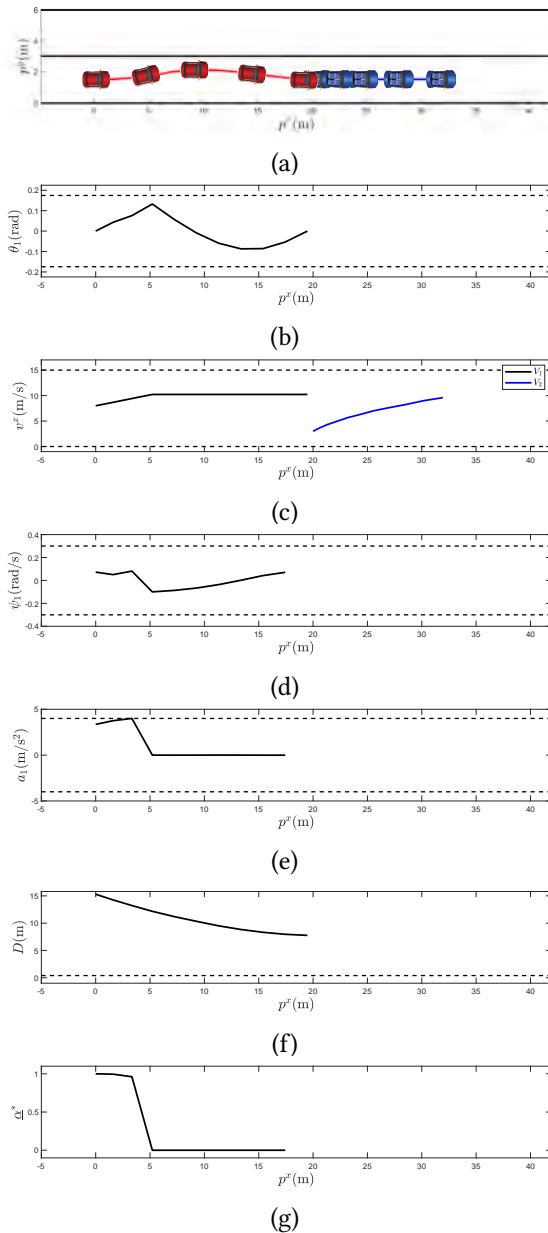 6
4
2
0
p^y(m)
0 5 10 15 20 25 30 35 40
p^x(m)
(a)
0.2
0.1
0
-0.1
-0.2
θ_1(rad)
-5 0 5 10 15 20 25 30 35 40
p^x(m)
(b)
15
10
5
0
v^x(m/s)
V_1
V_2
-5 0 5 10 15 20 25 30 35 40
p^x(m)
(c)
0.4
0.2
0
-0.2
-0.4
ψ_1(rad/s)
-5 0 5 10 15 20 25 30 35 40
p^x(m)
(d)
5
0
-5
a_1(m/s^2)
-5 0 5 10 15 20 25 30 35 40
p^x(m)
(e)
15
10
5
0
D(m)
-5 0 5 10 15 20 25 30 35 40
p^x(m)
(f)
1
0.5
0
α^*
-5 0 5 10 15 20 25 30 35 40
p^x(m)
(g)